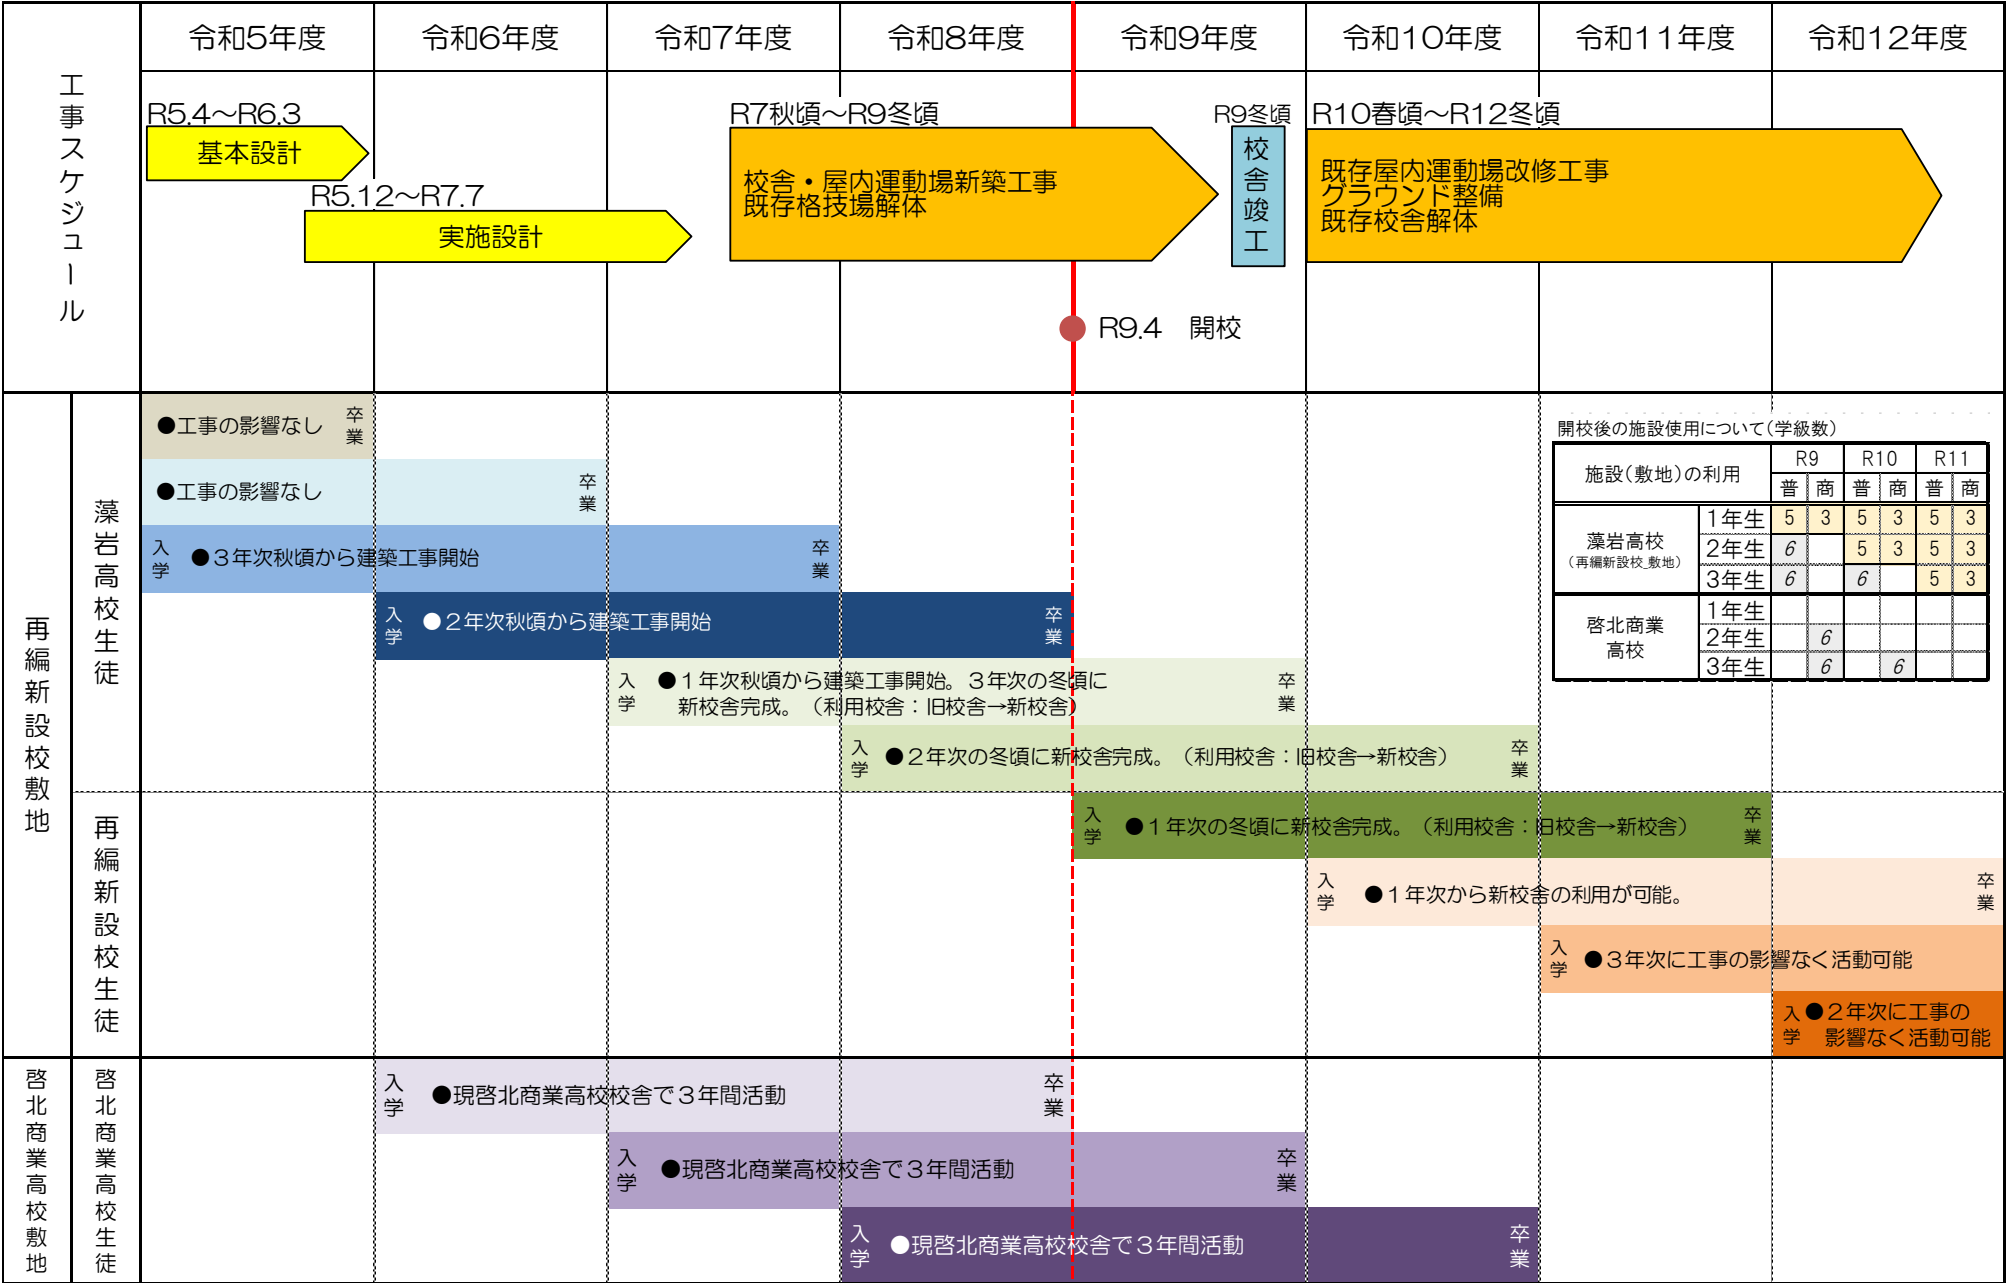 令和5年度 令和6年度 令和7年度 令和8年度 令和9年度 令和10年度 令和11年度 令和12年度
工事スケジュール
R5.4～R6.3
基本設計
R5.12～R7.7
実施設計
R7秋頃～R9冬頃
校舎・屋内運動場新築工事
既存格技場解体
R9冬頃
校舎竣工
R10春頃～R12冬頃
既存屋内運動場改修工事
グラウンド整備
既存校舎解体
R9.4　開校
再編新設校敷地
藻岩高校生徒
●工事の影響なし 卒業
●工事の影響なし 卒業
入学 ●３年次秋頃から建築工事開始 卒業
入学 ●２年次秋頃から建築工事開始 卒業
入学 ●１年次秋頃から建築工事開始。３年次の冬頃に
新校舎完成。（利用校舎：旧校舎→新校舎） 卒業
入学 ●２年次の冬頃に新校舎完成。（利用校舎：旧校舎→新校舎） 卒業
再編新設校生徒
入学 ●１年次の冬頃に新校舎完成。（利用校舎：旧校舎→新校舎） 卒業
入学 ●１年次から新校舎の利用が可能。 卒業
入学 ●３年次に工事の影響なく活動可能
入学 ●２年次に工事の
影響なく活動可能
開校後の施設使用について（学級数）
施設（敷地）の利用 R9 R10 R11
普 商 普 商 普 商
藻岩高校
（再編新設校_敷地）
1年生 5 3 5 3 5 3
2年生 6 5 3 5 3
3年生 6 6 5 3
啓北商業
高校
1年生
2年生 6
3年生 6 6
啓北商業高校敷地
啓北商業高校生徒
入学 ●現啓北商業高校校舎で３年間活動 卒業
入学 ●現啓北商業高校校舎で３年間活動 卒業
入学 ●現啓北商業高校校舎で３年間活動 卒業